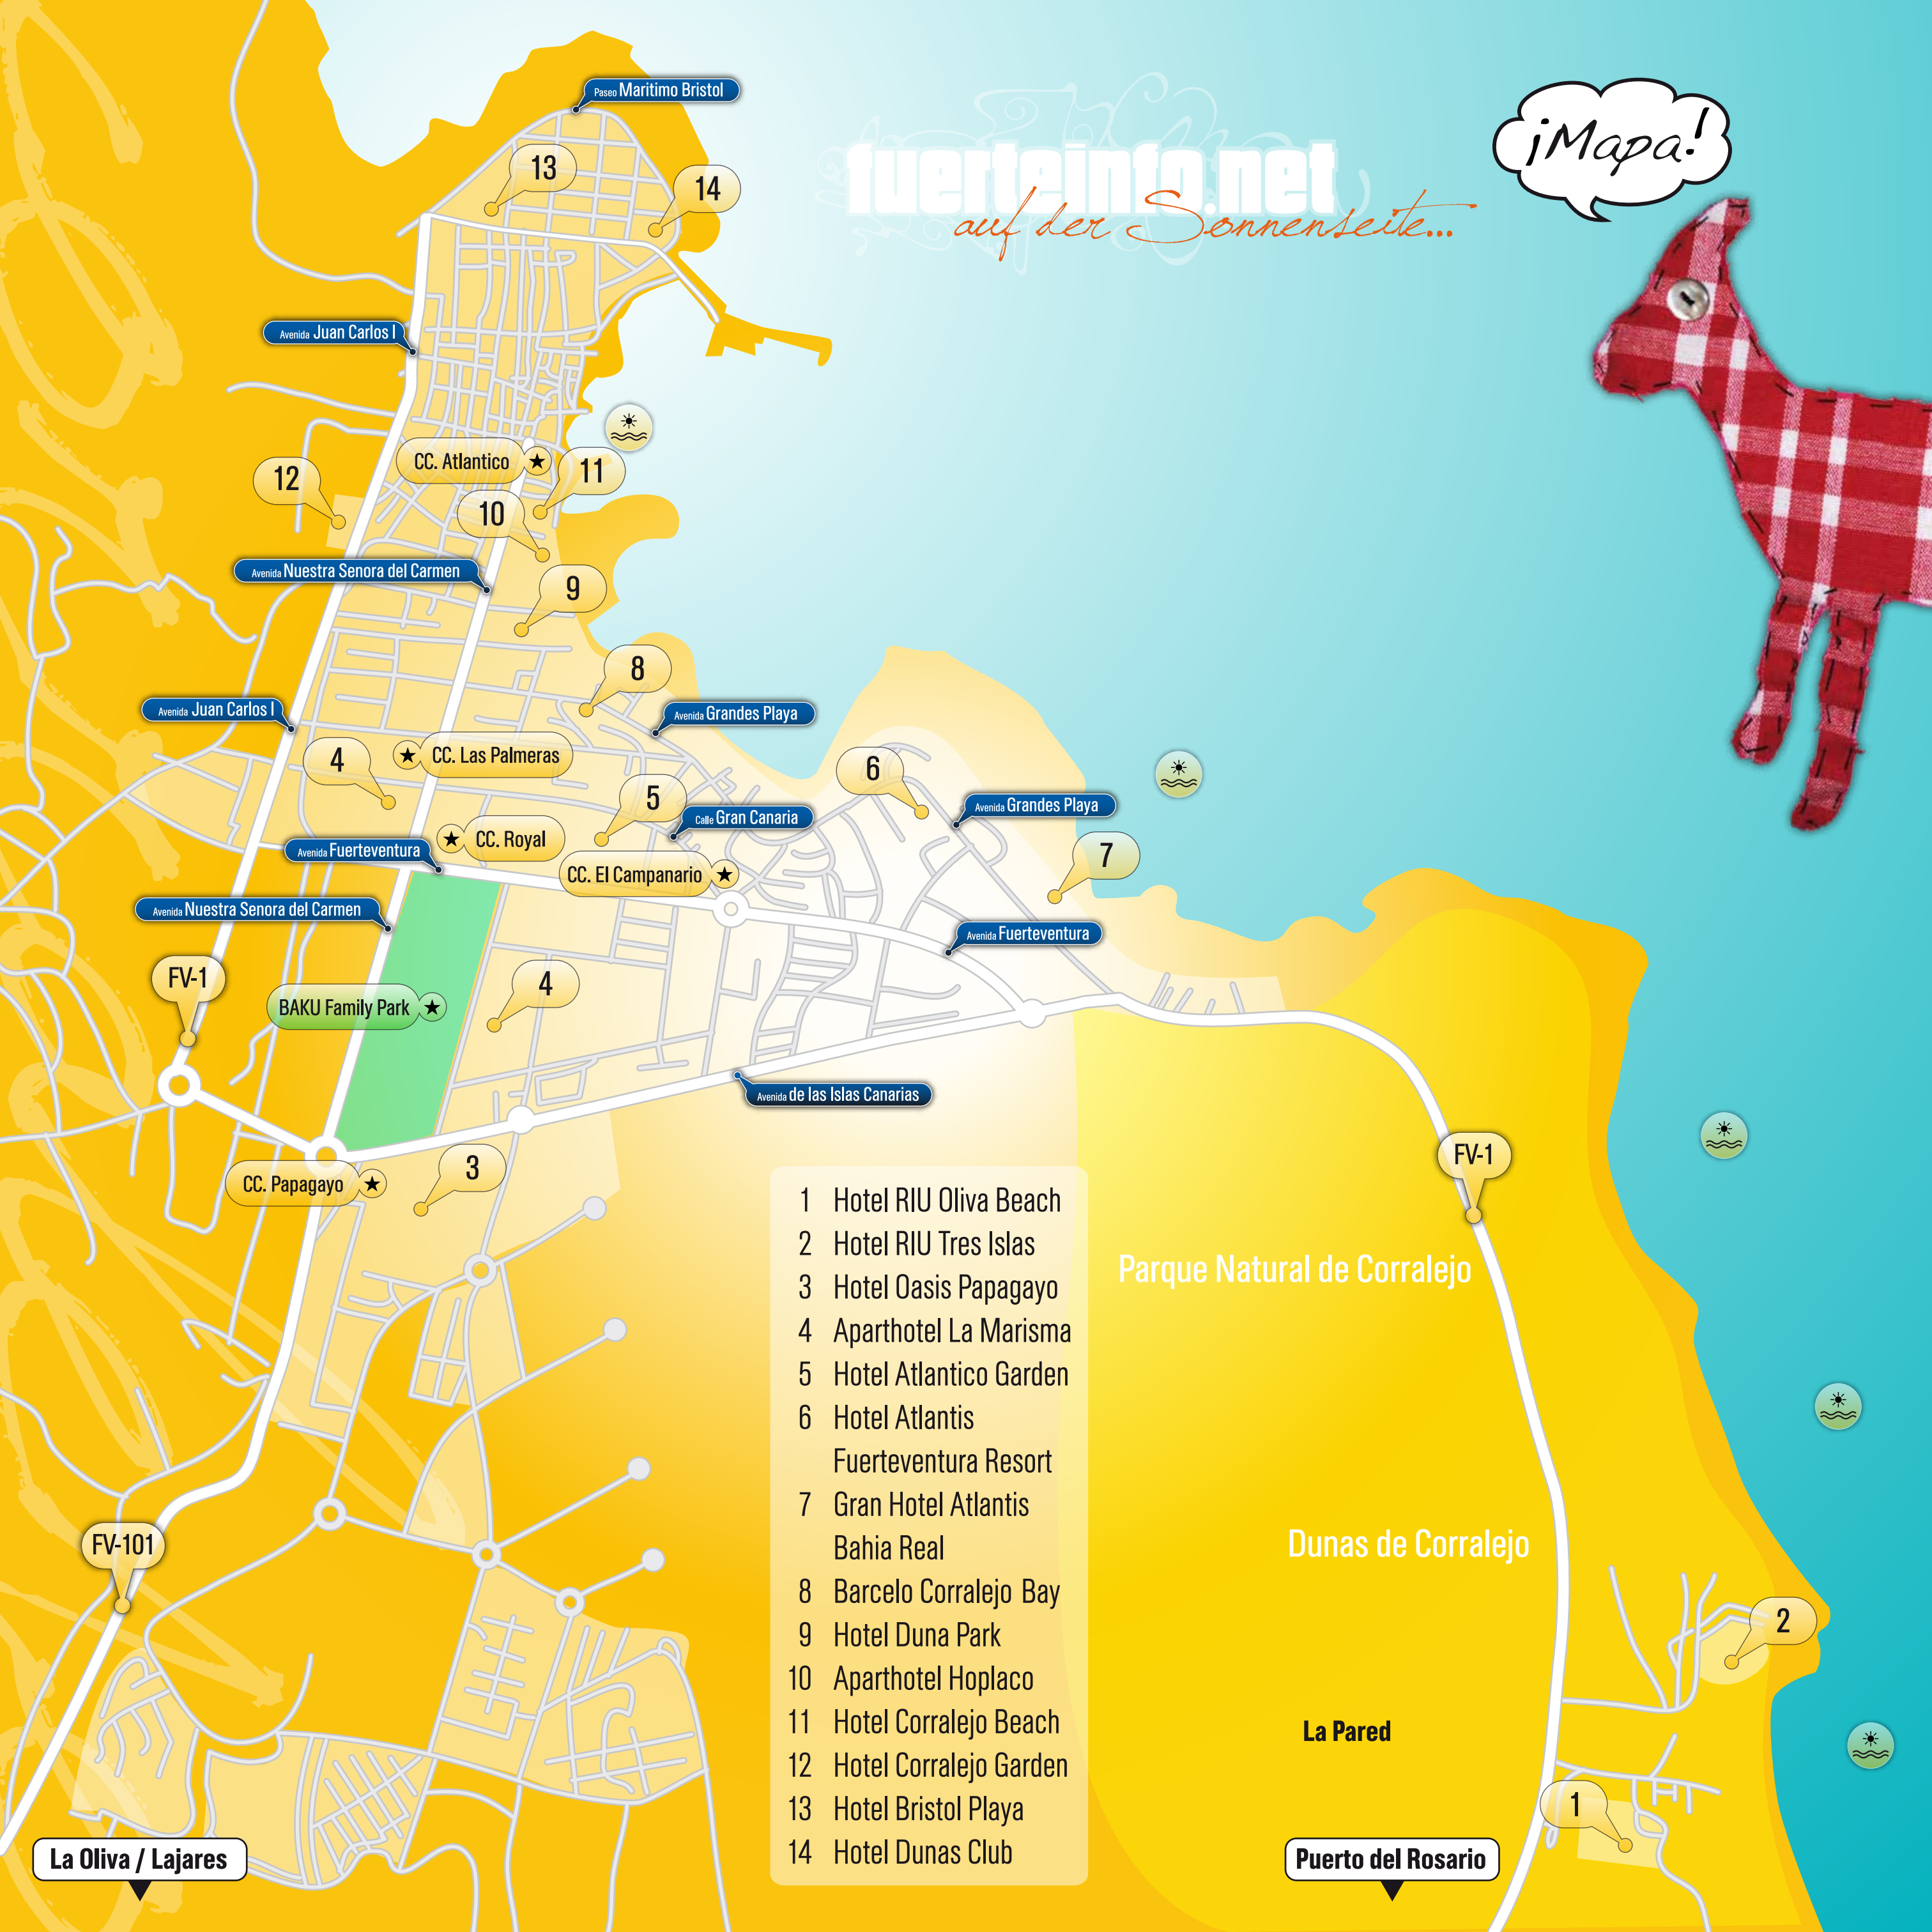 Paseo Maritimo Bristol
fuerteinfo.net
auf der Sonnenseite...
¡Mapa!
13
14
Avenida Juan Carlos I
CC. Atlantico
11
12
10
Avenida Nuestra Senora del Carmen
9
8
Avenida Juan Carlos I
Avenida Grandes Playa
4
CC. Las Palmeras
6
5
Avenida Grandes Playa
Calle Gran Canaria
CC. Royal
Avenida Fuerteventura
7
CC. El Campanario
Avenida Nuestra Senora del Carmen
Avenida Fuerteventura
FV-1
4
BAKU Family Park
Avenida de las Islas Canarias
FV-1
3
CC. Papagayo
1 Hotel RIU Oliva Beach
2 Hotel RIU Tres Islas
3 Hotel Oasis Papagayo
4 Aparthotel La Marisma
5 Hotel Atlantico Garden
6 Hotel Atlantis
Fuerteventura Resort
7 Gran Hotel Atlantis
Bahia Real
8 Barcelo Corralejo Bay
9 Hotel Duna Park
10 Aparthotel Hoplaco
11 Hotel Corralejo Beach
12 Hotel Corralejo Garden
13 Hotel Bristol Playa
14 Hotel Dunas Club
Parque Natural de Corralejo
Dunas de Corralejo
FV-101
2
La Pared
1
La Oliva / Lajares
Puerto del Rosario